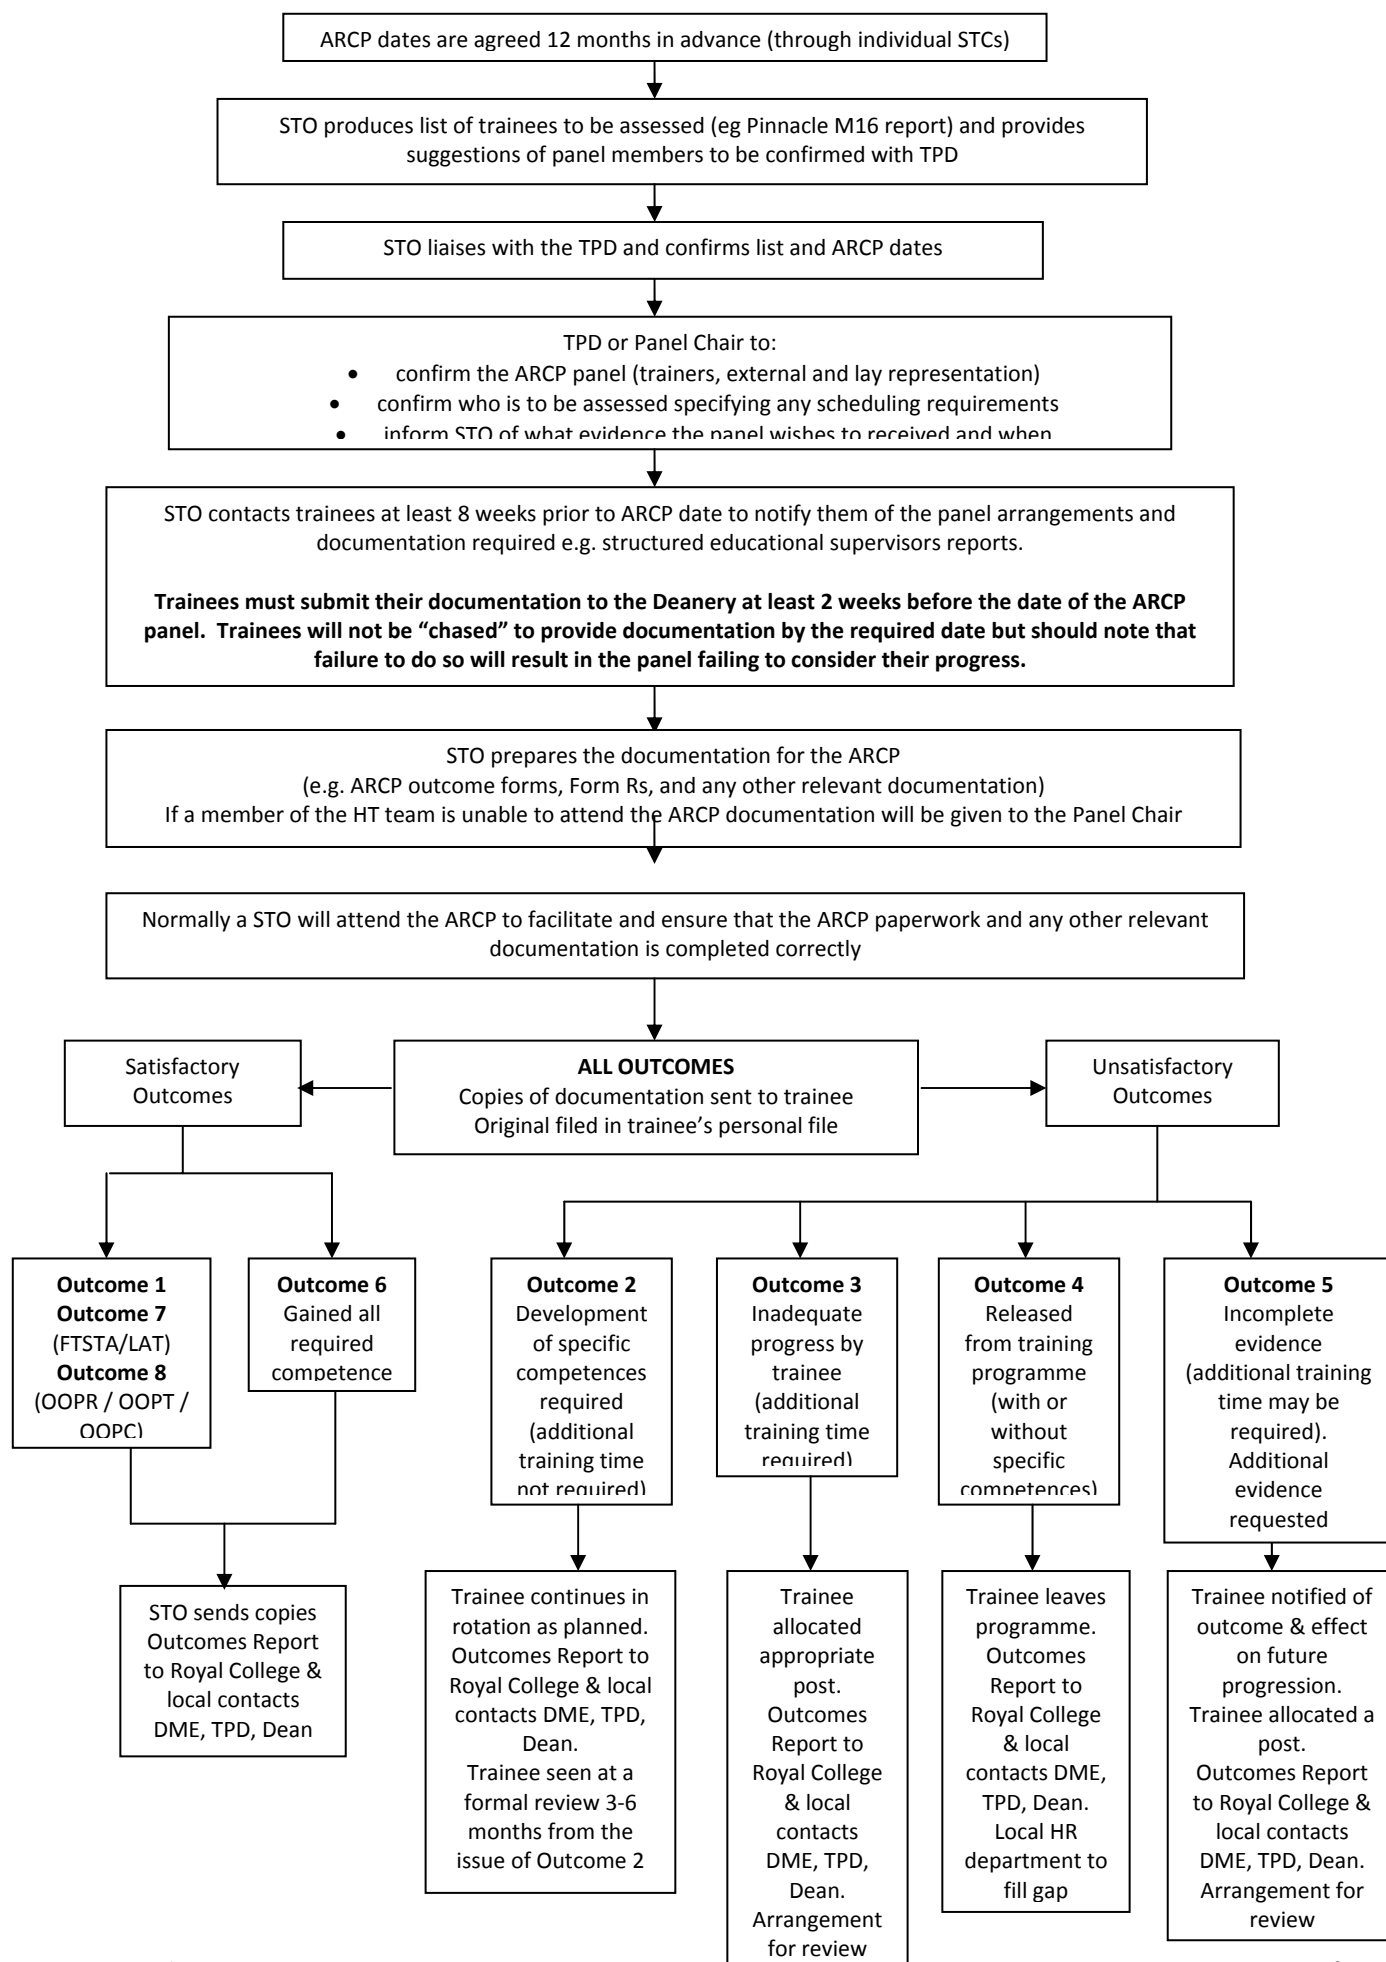 ARCP dates are agreed 12 months in advance (through individual STCs)
STO produces list of trainees to be assessed (eg Pinnacle M16 report) and provides
suggestions of panel members to be confirmed with TPD
STO liaises with the TPD and confirms list and ARCP dates
TPD or Panel Chair to:
• confirm the ARCP panel (trainers, external and lay representation)
• confirm who is to be assessed specifying any scheduling requirements
• inform STO of what evidence the panel wishes to received and when
STO contacts trainees at least 8 weeks prior to ARCP date to notify them of the panel arrangements and
documentation required e.g. structured educational supervisors reports.
Trainees must submit their documentation to the Deanery at least 2 weeks before the date of the ARCP
panel. Trainees will not be “chased” to provide documentation by the required date but should note that
failure to do so will result in the panel failing to consider their progress.
STO prepares the documentation for the ARCP
(e.g. ARCP outcome forms, Form Rs, and any other relevant documentation)
If a member of the HT team is unable to attend the ARCP documentation will be given to the Panel Chair
Normally a STO will attend the ARCP to facilitate and ensure that the ARCP paperwork and any other relevant
documentation is completed correctly
Satisfactory
Outcomes
ALL OUTCOMES
Copies of documentation sent to trainee
Original filed in trainee’s personal file
Unsatisfactory
Outcomes
Outcome 1
Outcome 7
(FTSTA/LAT)
Outcome 8
(OOPR / OOPT /
OOPC)
Outcome 6
Gained all
required
competence
Outcome 2
Development
of specific
competences
required
(additional
training time
not required)
Outcome 3
Inadequate
progress by
trainee
(additional
training time
required)
Outcome 4
Released
from training
programme
(with or
without
specific
competences)
Outcome 5
Incomplete
evidence
(additional training
time may be
required).
Additional
evidence
requested
STO sends copies
Outcomes Report
to Royal College &
local contacts
DME, TPD, Dean
Trainee continues in
rotation as planned.
Outcomes Report to
Royal College & local
contacts DME, TPD,
Dean.
Trainee seen at a
formal review 3-6
months from the
issue of Outcome 2
Trainee
allocated
appropriate
post.
Outcomes
Report to
Royal College
& local
contacts
DME, TPD,
Dean.
Arrangement
for review
Trainee leaves
programme.
Outcomes
Report to
Royal College
& local
contacts DME,
TPD, Dean.
Local HR
department to
fill gap
Trainee notified of
outcome & effect
on future
progression.
Trainee allocated a
post.
Outcomes Report
to Royal College &
local contacts
DME, TPD, Dean.
Arrangement for
review